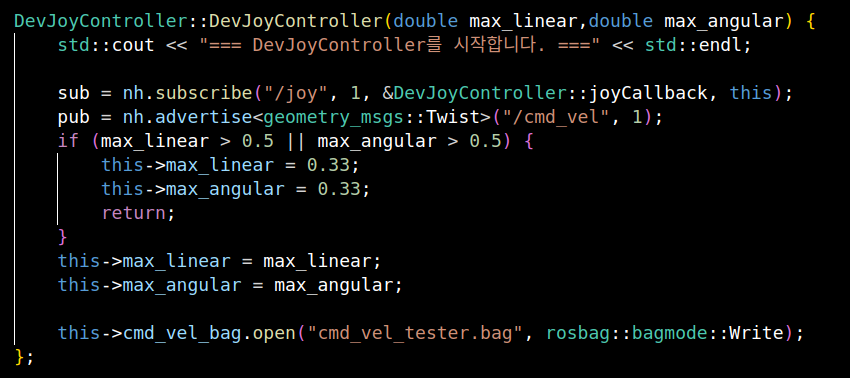 DevJoyController::DevJoyController(double max_linear,double max_angular) {
    std::cout << "=== DevJoyController를 시작합니다. ===" << std::endl;

    sub = nh.subscribe("/joy", 1, &DevJoyController::joyCallback, this);
    pub = nh.advertise<geometry_msgs::Twist>("/cmd_vel", 1);
    if (max_linear > 0.5 || max_angular > 0.5) {
        this->max_linear = 0.33;
        this->max_angular = 0.33;
        return;
    }
    this->max_linear = max_linear;
    this->max_angular = max_angular;

    this->cmd_vel_bag.open("cmd_vel_tester.bag", rosbag::bagmode::Write);
};